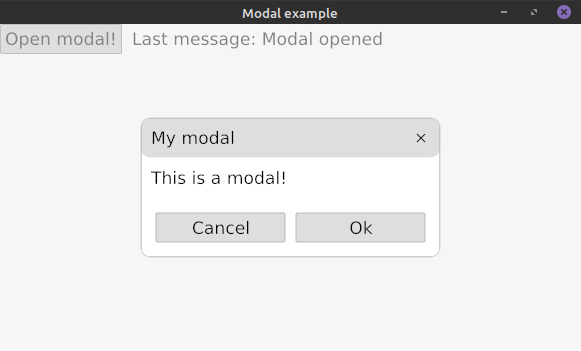 Modal example
Open modal! Last message: Modal opened
My modal
This is a modal!
Cancel Ok